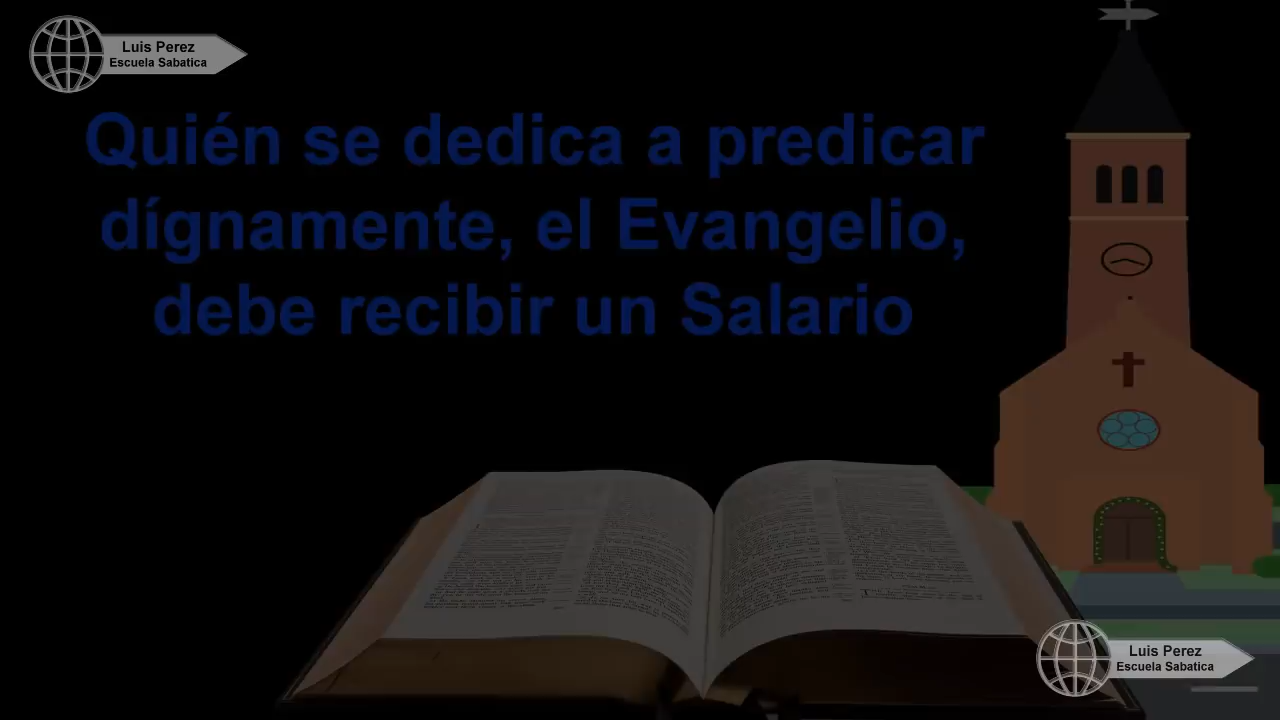 Luis Perez
Escuela Sabatica
Quién se dedica a predicar
dígnamente, el Evangelio,
debe recibir un Salario
Luis Perez
Escuela Sabatica